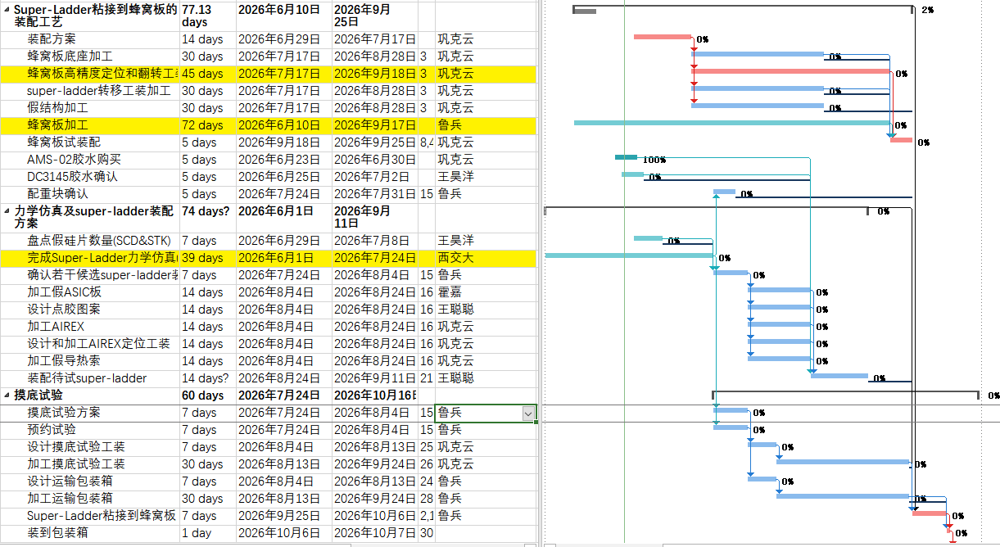 Super-Ladder粘接到蜂窝板的装配工艺 77.13 days 2026年6月10日 2026年9月25日 2%
装配方案 14 days 2026年6月29日 2026年7月17日 巩克云 0%
蜂窝板底座加工 30 days 2026年7月17日 2026年8月28日 3 巩克云 0%
蜂窝板高精度定位和翻转工 45 days 2026年7月17日 2026年9月18日 3 巩克云 0%
super-ladder转移工装加工 30 days 2026年7月17日 2026年8月28日 3 巩克云 0%
假结构加工 30 days 2026年7月17日 2026年8月28日 3 巩克云 0%
蜂窝板加工 72 days 2026年6月10日 2026年9月17日 鲁兵 0%
蜂窝板试装配 5 days 2026年9月18日 2026年9月25日 8,4 巩克云 0%
AMS-02胶水购买 5 days 2026年6月23日 2026年6月30日 巩克云 100%
DC3145胶水确认 5 days 2026年6月25日 2026年7月2日 王昊洋 0%
配重块确认 5 days 2026年7月24日 2026年7月31日 15 鲁兵 0%
力学仿真及super-ladder装配方案 74 days? 2026年6月1日 2026年9月11日 0%
盘点假硅片数量(SCD&STK) 7 days 2026年6月29日 2026年7月8日 王昊洋 0%
完成Super-Ladder力学仿真 39 days 2026年6月1日 2026年7月24日 西交大 0%
确认若干候选super-ladder 7 days 2026年7月24日 2026年8月4日 15 鲁兵 0%
加工假ASIC板 14 days 2026年8月4日 2026年8月24日 16 翟嘉 0%
设计点胶图案 14 days 2026年8月4日 2026年8月24日 16 王聪聪 0%
加工AIREX 14 days 2026年8月4日 2026年8月24日 16 巩克云 0%
设计和加工AIREX定位工装 14 days 2026年8月4日 2026年8月24日 16 巩克云 0%
加工假导热索 14 days 2026年8月4日 2026年8月24日 16 巩克云 0%
装配待试super-ladder 14 days? 2026年8月24日 2026年9月11日 21 王聪聪 0%
摸底试验 60 days 2026年7月24日 2026年10月16日 0%
摸底试验方案 7 days 2026年7月24日 2026年8月4日 15 鲁兵 0%
预约试验 7 days 2026年7月24日 2026年8月4日 15 鲁兵 0%
设计摸底试验工装 7 days 2026年8月4日 2026年8月13日 25 巩克云 0%
加工摸底试验工装 30 days 2026年8月13日 2026年9月24日 26 巩克云 0%
设计运输包装箱 7 days 2026年8月4日 2026年8月13日 24 鲁兵 0%
加工运输包装箱 30 days 2026年8月13日 2026年9月24日 28 鲁兵 0%
Super-Ladder粘接到蜂窝板 7 days 2026年9月25日 2026年10月6日 2,1 鲁兵 0%
装到包装箱 1 day 2026年10月6日 2026年10月7日 30 0%